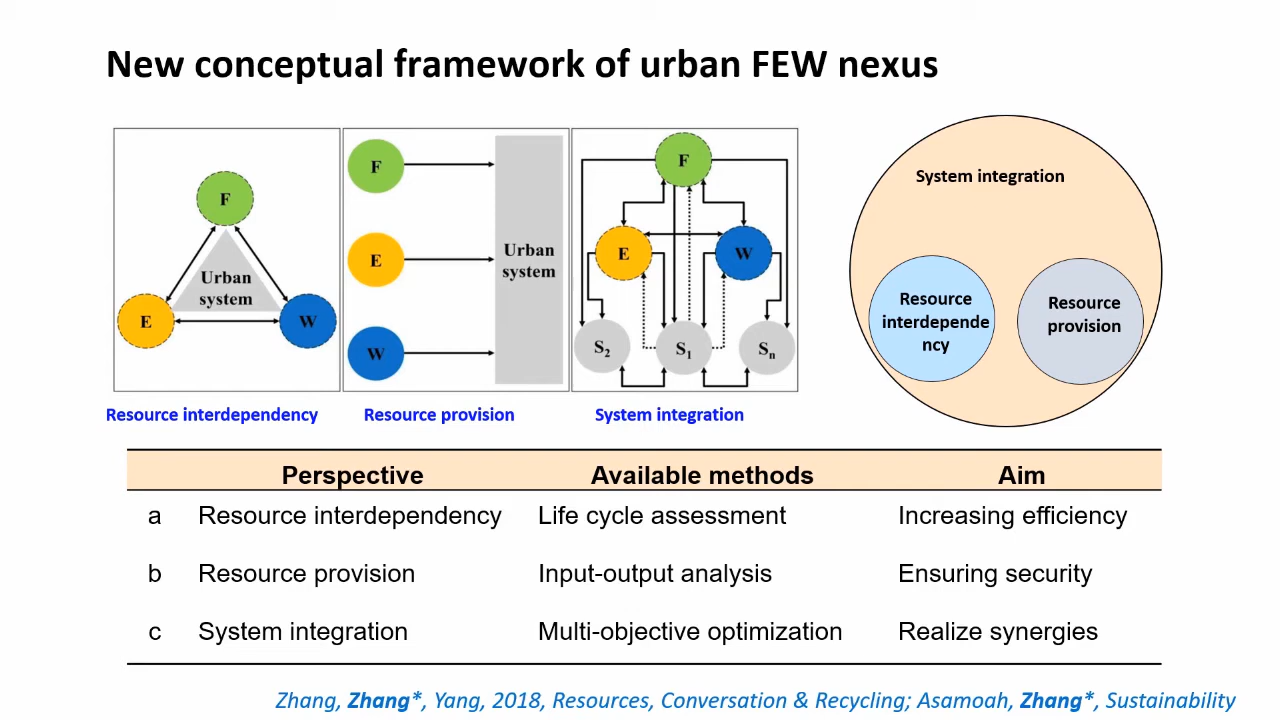 New conceptual framework of urban FEW nexus
F
Urban
system
E
W
Resource interdependency
F
E
W
Urban
system
Resource provision
F
E
W
S2
S1
Sn
System integration
System integration
Resource
interdepende
ncy
Resource
provision
Perspective Available methods Aim
a Resource interdependency Life cycle assessment Increasing efficiency
b Resource provision Input-output analysis Ensuring security
c System integration Multi-objective optimization Realize synergies
Zhang, Zhang*, Yang, 2018, Resources, Conversation & Recycling; Asamoah, Zhang*, Sustainability